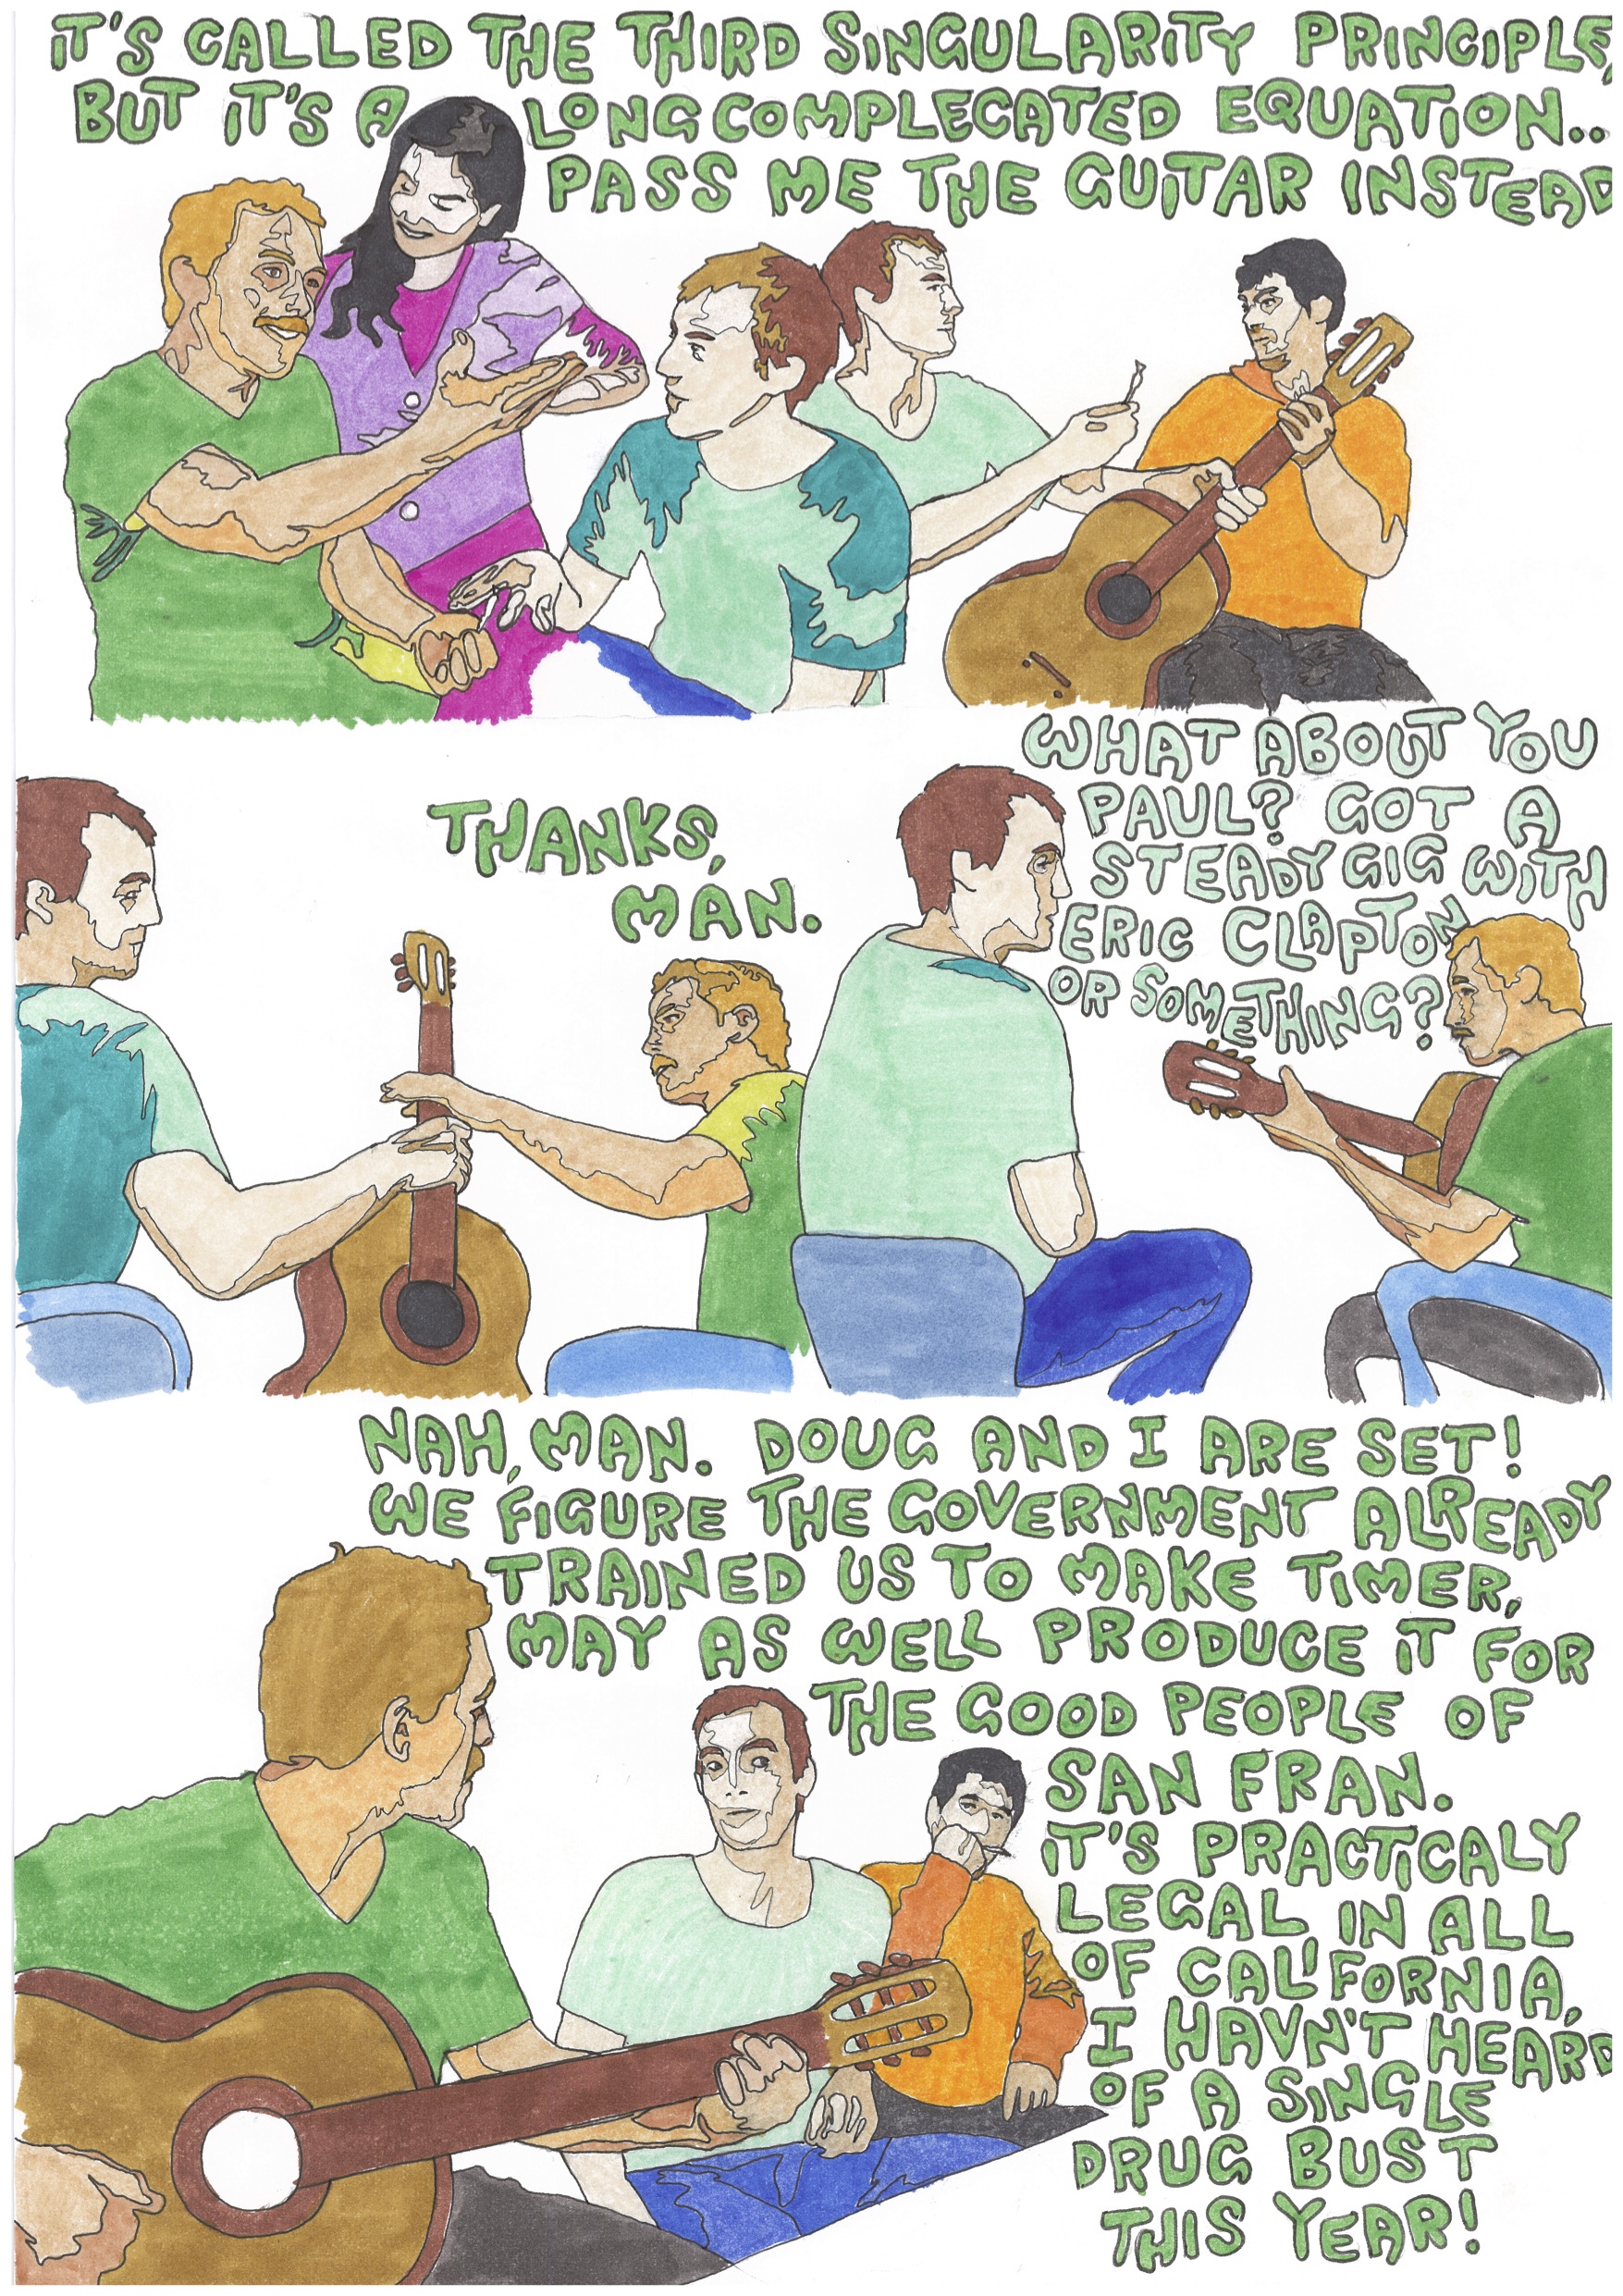 IT'S CALLED THE THIRD SINGULARITY PRINCIPLE,
BUT IT'S A LONG COMPLECATED EQUATION..
PASS ME THE GUITAR INSTEAD
THANKS,
MAN.
WHAT ABOUT YOU
PAUL? GOT A
STEADY GIG WITH
ERIC CLAPTON
OR SOMETHING?
NAH, MAN. DOUG AND I ARE SET!
WE FIGURE THE GOVERNMENT ALREADY
TRAINED US TO MAKE TIMER,
MAY AS WELL PRODUCE IT FOR
THE GOOD PEOPLE OF
SAN FRAN.
IT'S PRACTICALY
LEGAL IN ALL
OF CALIFORNIA,
I HAVN'T HEARD
OF A SINGLE
DRUG BUST
THIS YEAR!